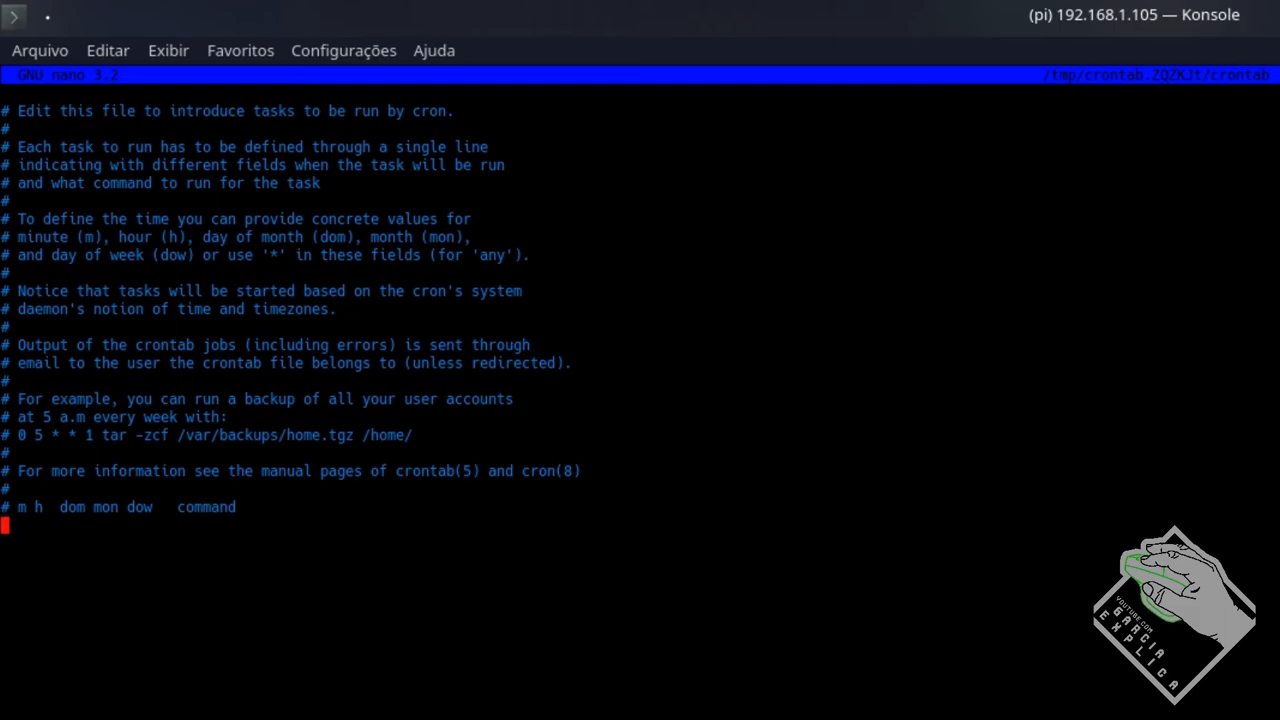 (pi) 192.168.1.105 — Konsole
Arquivo Editar Exibir Favoritos Configurações Ajuda
GNU nano 3.2 /tmp/crontab.ZQZKJt/crontab
# Edit this file to introduce tasks to be run by cron.
#
# Each task to run has to be defined through a single line
# indicating with different fields when the task will be run
# and what command to run for the task
#
# To define the time you can provide concrete values for
# minute (m), hour (h), day of month (dom), month (mon),
# and day of week (dow) or use '*' in these fields (for 'any').
#
# Notice that tasks will be started based on the cron's system
# daemon's notion of time and timezones.
#
# Output of the crontab jobs (including errors) is sent through
# email to the user the crontab file belongs to (unless redirected).
#
# For example, you can run a backup of all your user accounts
# at 5 a.m every week with:
# 0 5 * * 1 tar -zcf /var/backups/home.tgz /home/
#
# For more information see the manual pages of crontab(5) and cron(8)
#
# m h  dom mon dow   command
YOUTUBE.COM
GARCIA
EXPLICA